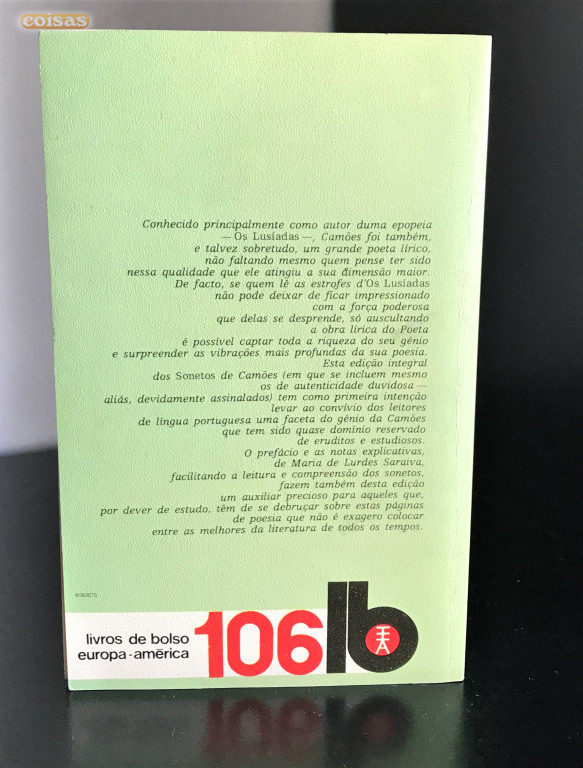 coisas
Conhecido principalmente como autor duma epopeia
— Os Lusíadas —, Camões foi também,
e talvez sobretudo, um grande poeta lírico,
não faltando mesmo quem pense ter sido
nessa qualidade que ele atingiu a sua dimensão maior.
De facto, se quem lê as estrofes d'Os Lusíadas
não pode deixar de ficar impressionado
com a força poderosa
que delas se desprende, só auscultando
a obra lírica do Poeta
é possível captar toda a riqueza do seu génio
e surpreender as vibrações mais profundas da sua poesia.
Esta edição integral
dos Sonetos de Camões (em que se incluem mesmo
os de autenticidade duvidosa —
aliás, devidamente assinalados) tem como primeira intenção
levar ao convívio dos leitores
de língua portuguesa uma faceta do génio da Camões
que tem sido quase domínio reservado
de eruditos e estudiosos.
O prefácio e as notas explicativas,
de Maria de Lurdes Saraiva,
facilitando a leitura e compreensão dos sonetos,
fazem também desta edição
um auxiliar precioso para aqueles que,
por dever de estudo, têm de se debruçar sobre estas páginas
de poesia que não é exagero colocar
entre as melhores da literatura de todos os tempos.
livros de bolso
europa-américa
106 lb